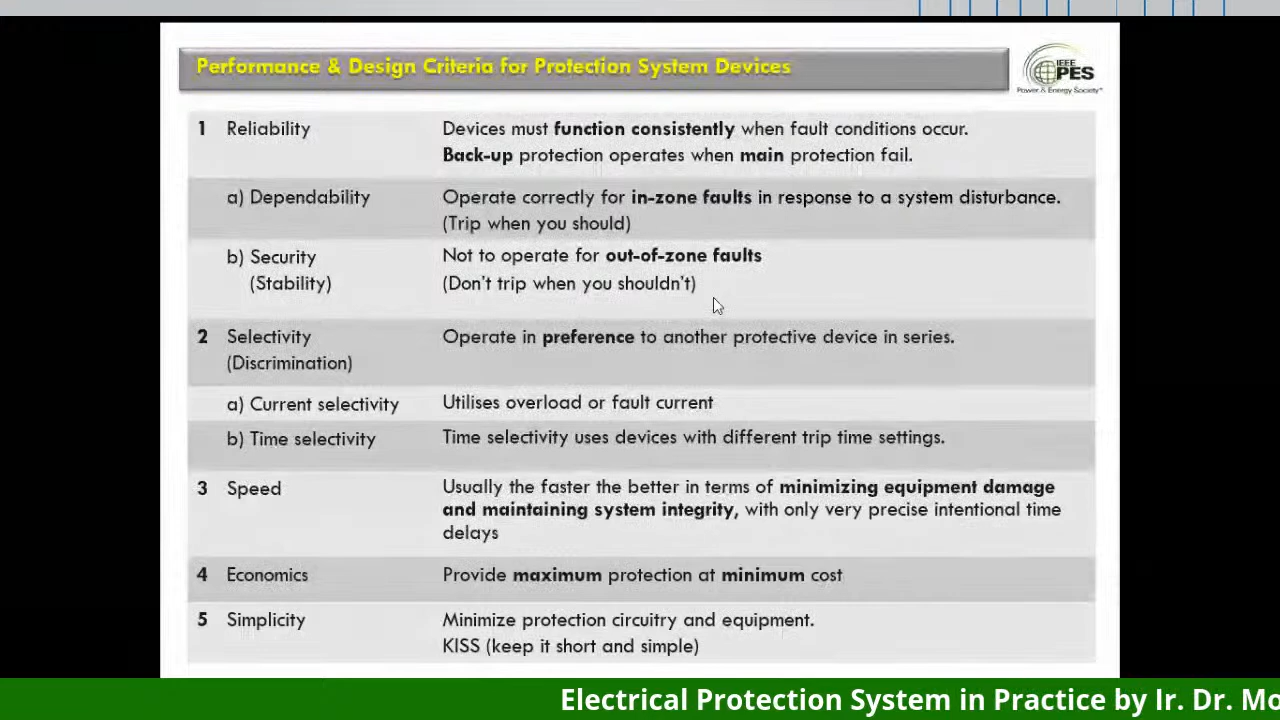 Performance & Design Criteria for Protection System Devices
IEEE
PES
Power & Energy Society™
1 Reliability Devices must function consistently when fault conditions occur.
Back-up protection operates when main protection fail.
a) Dependability Operate correctly for in-zone faults in response to a system disturbance.
(Trip when you should)
b) Security Not to operate for out-of-zone faults
(Stability) (Don't trip when you shouldn't)
2 Selectivity Operate in preference to another protective device in series.
(Discrimination)
a) Current selectivity Utilises overload or fault current
b) Time selectivity Time selectivity uses devices with different trip time settings.
3 Speed Usually the faster the better in terms of minimizing equipment damage
and maintaining system integrity, with only very precise intentional time
delays
4 Economics Provide maximum protection at minimum cost
5 Simplicity Minimize protection circuitry and equipment.
KISS (keep it short and simple)
Electrical Protection System in Practice by Ir. Dr. Mo